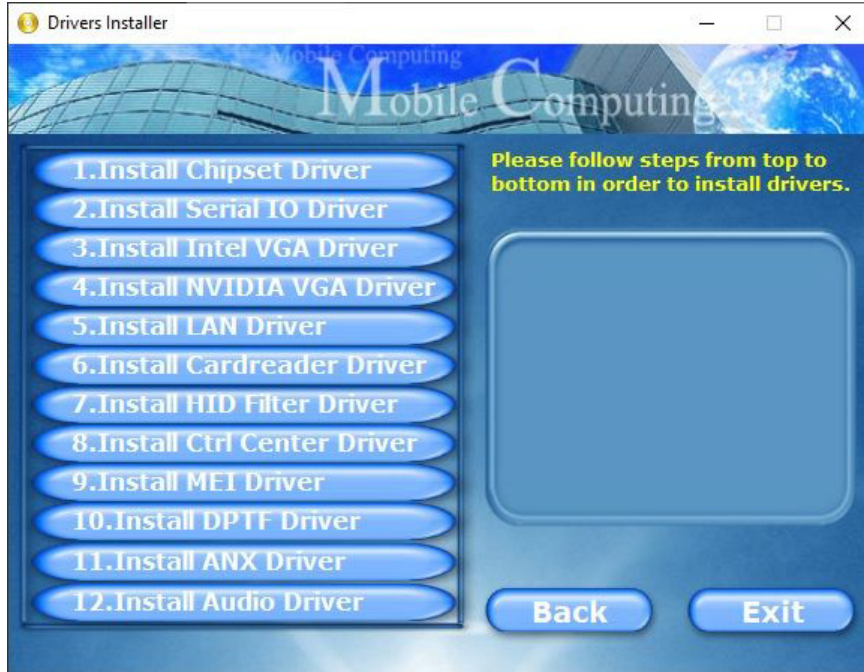 Drivers Installer
Mobile Computing
Mobile Computing
1.Install Chipset Driver
2.Install Serial IO Driver
3.Install Intel VGA Driver
4.Install NVIDIA VGA Driver
5.Install LAN Driver
6.Install Cardreader Driver
7.Install HID Filter Driver
8.Install Ctrl Center Driver
9.Install MEI Driver
10.Install DPTF Driver
11.Install ANX Driver
12.Install Audio Driver
Please follow steps from top to
bottom in order to install drivers.
Back
Exit